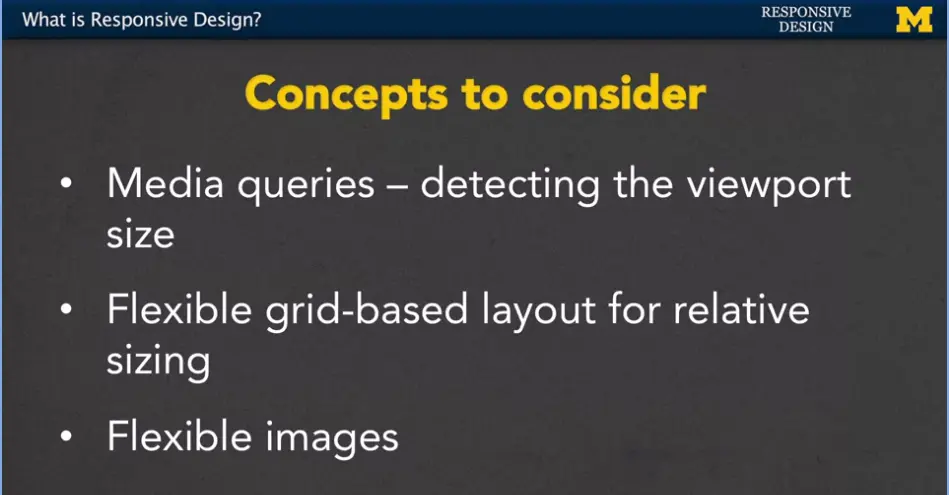 What is Responsive Design?
RESPONSIVE
DESIGN
M
Concepts to consider
• Media queries – detecting the viewport
size
• Flexible grid-based layout for relative
sizing
• Flexible images